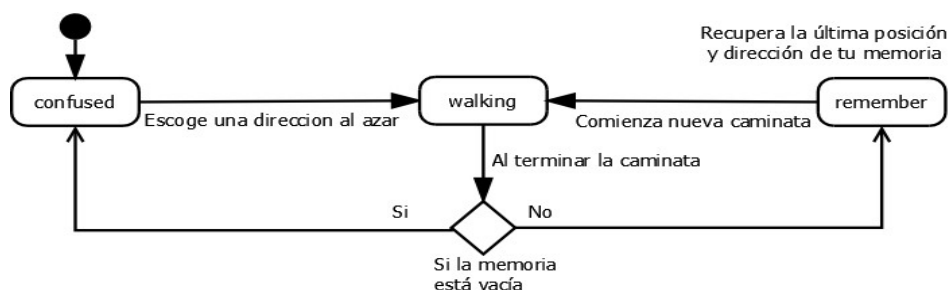 Recupera la última posición
y dirección de tu memoria
confused
walking
remember
Escoge una direccion al azar
Comienza nueva caminata
Al terminar la caminata
Si
No
Si la memoria
está vacía